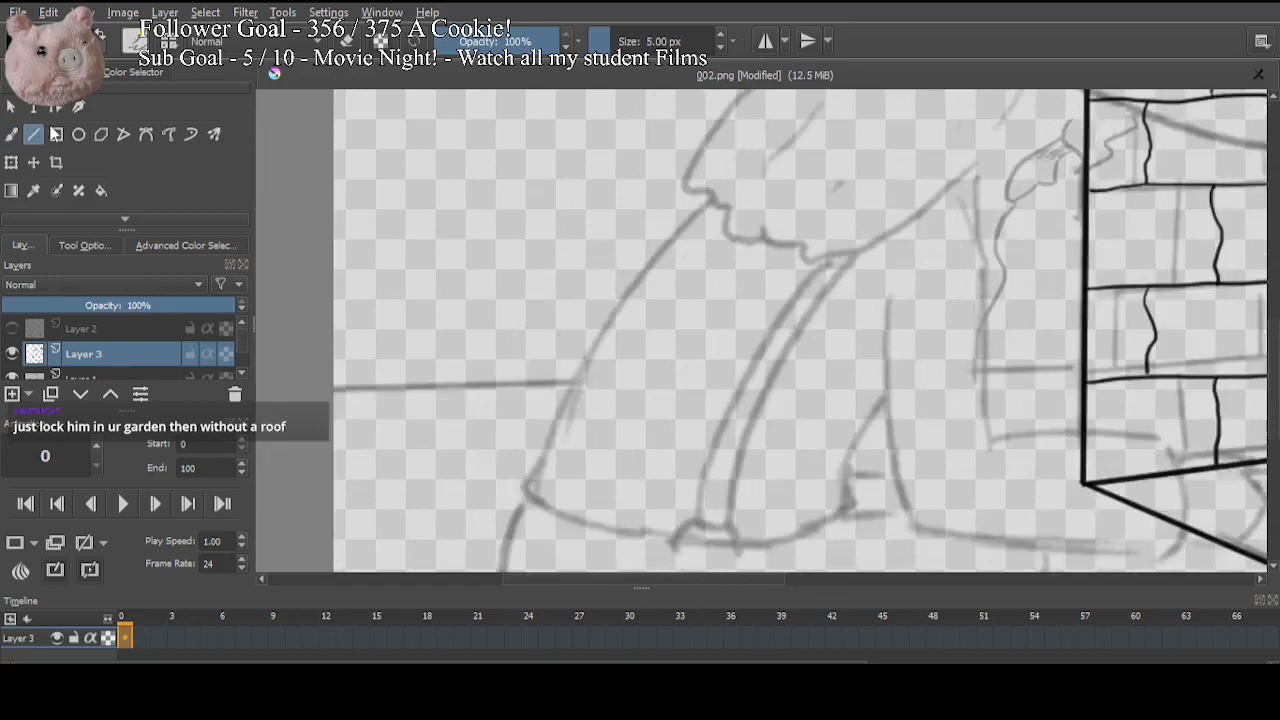 File Edit Image Layer Select Filter Tools Settings Window Help
Follower Goal - 356 / 375 A Cookie!
Normal
Opacity: 100%
Size: 5.00 px
Sub Goal - 5 / 10 - Movie Night! - Watch all my student Films
Color Selector
002.png [Modified] (12.5 MiB)
Lay... Tool Optio... Advanced Color Selec...
Layers
Normal
Opacity: 100%
Layer 2
Layer 3
just lock him in ur garden then without a roof
Start: 0
0
End: 100
Play Speed: 1.00
Frame Rate: 24
Timeline
0 3 6 9 12 15 18 21 24 27 30 33 36 39 42 45 48 51 54 57 60 63 66
Layer 3